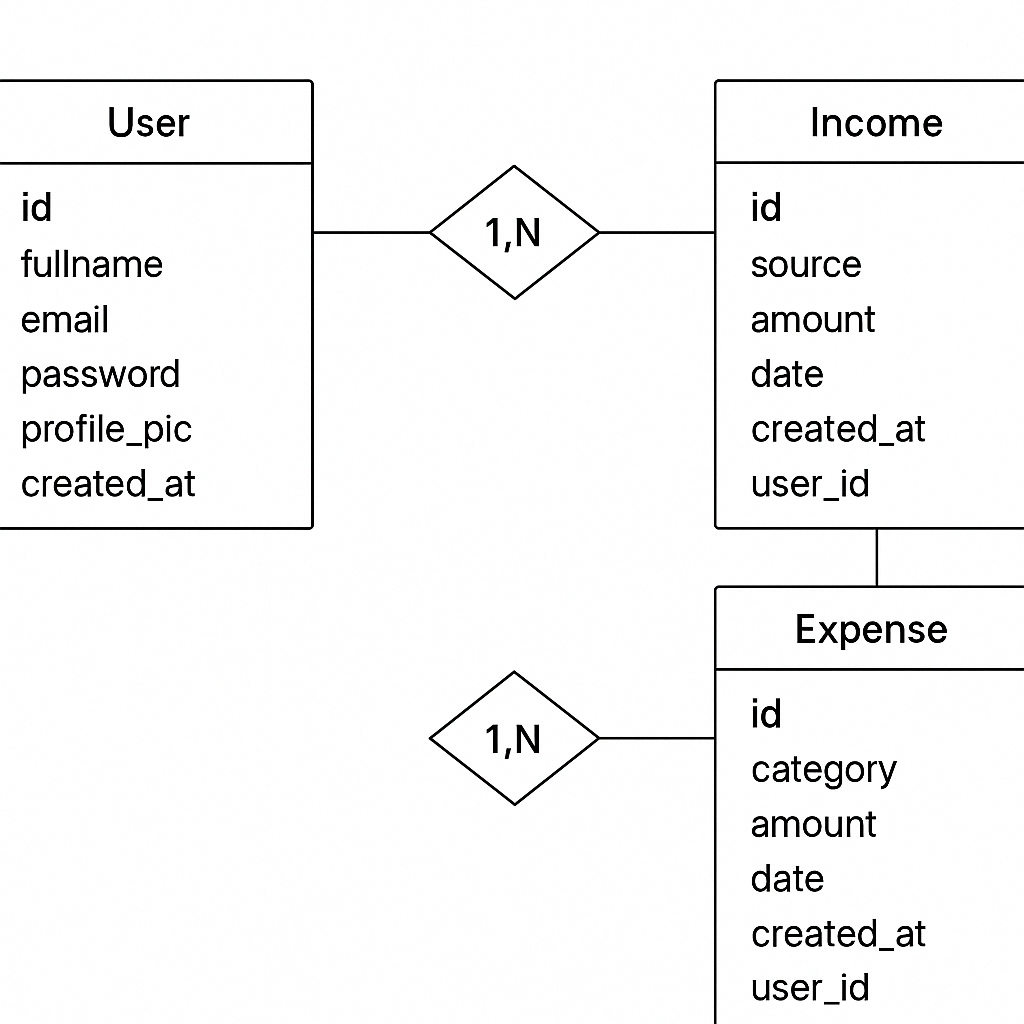 User
id
fullname
email
password
profile_pic
created_at
1,N
Income
id
source
amount
date
created_at
user_id
1,N
Expense
id
category
amount
date
created_at
user_id